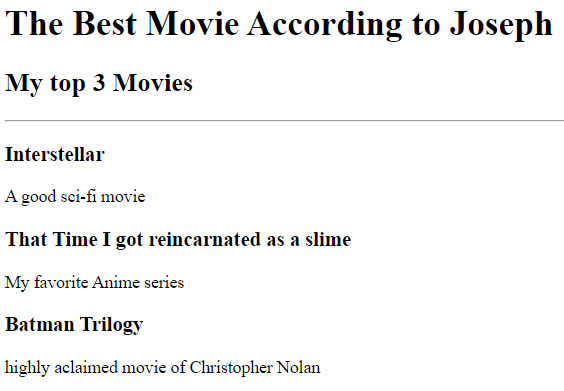 The Best Movie According to Joseph
My top 3 Movies
Interstellar
A good sci-fi movie
That Time I got reincarnated as a slime
My favorite Anime series
Batman Trilogy
highly aclaimed movie of Christopher Nolan